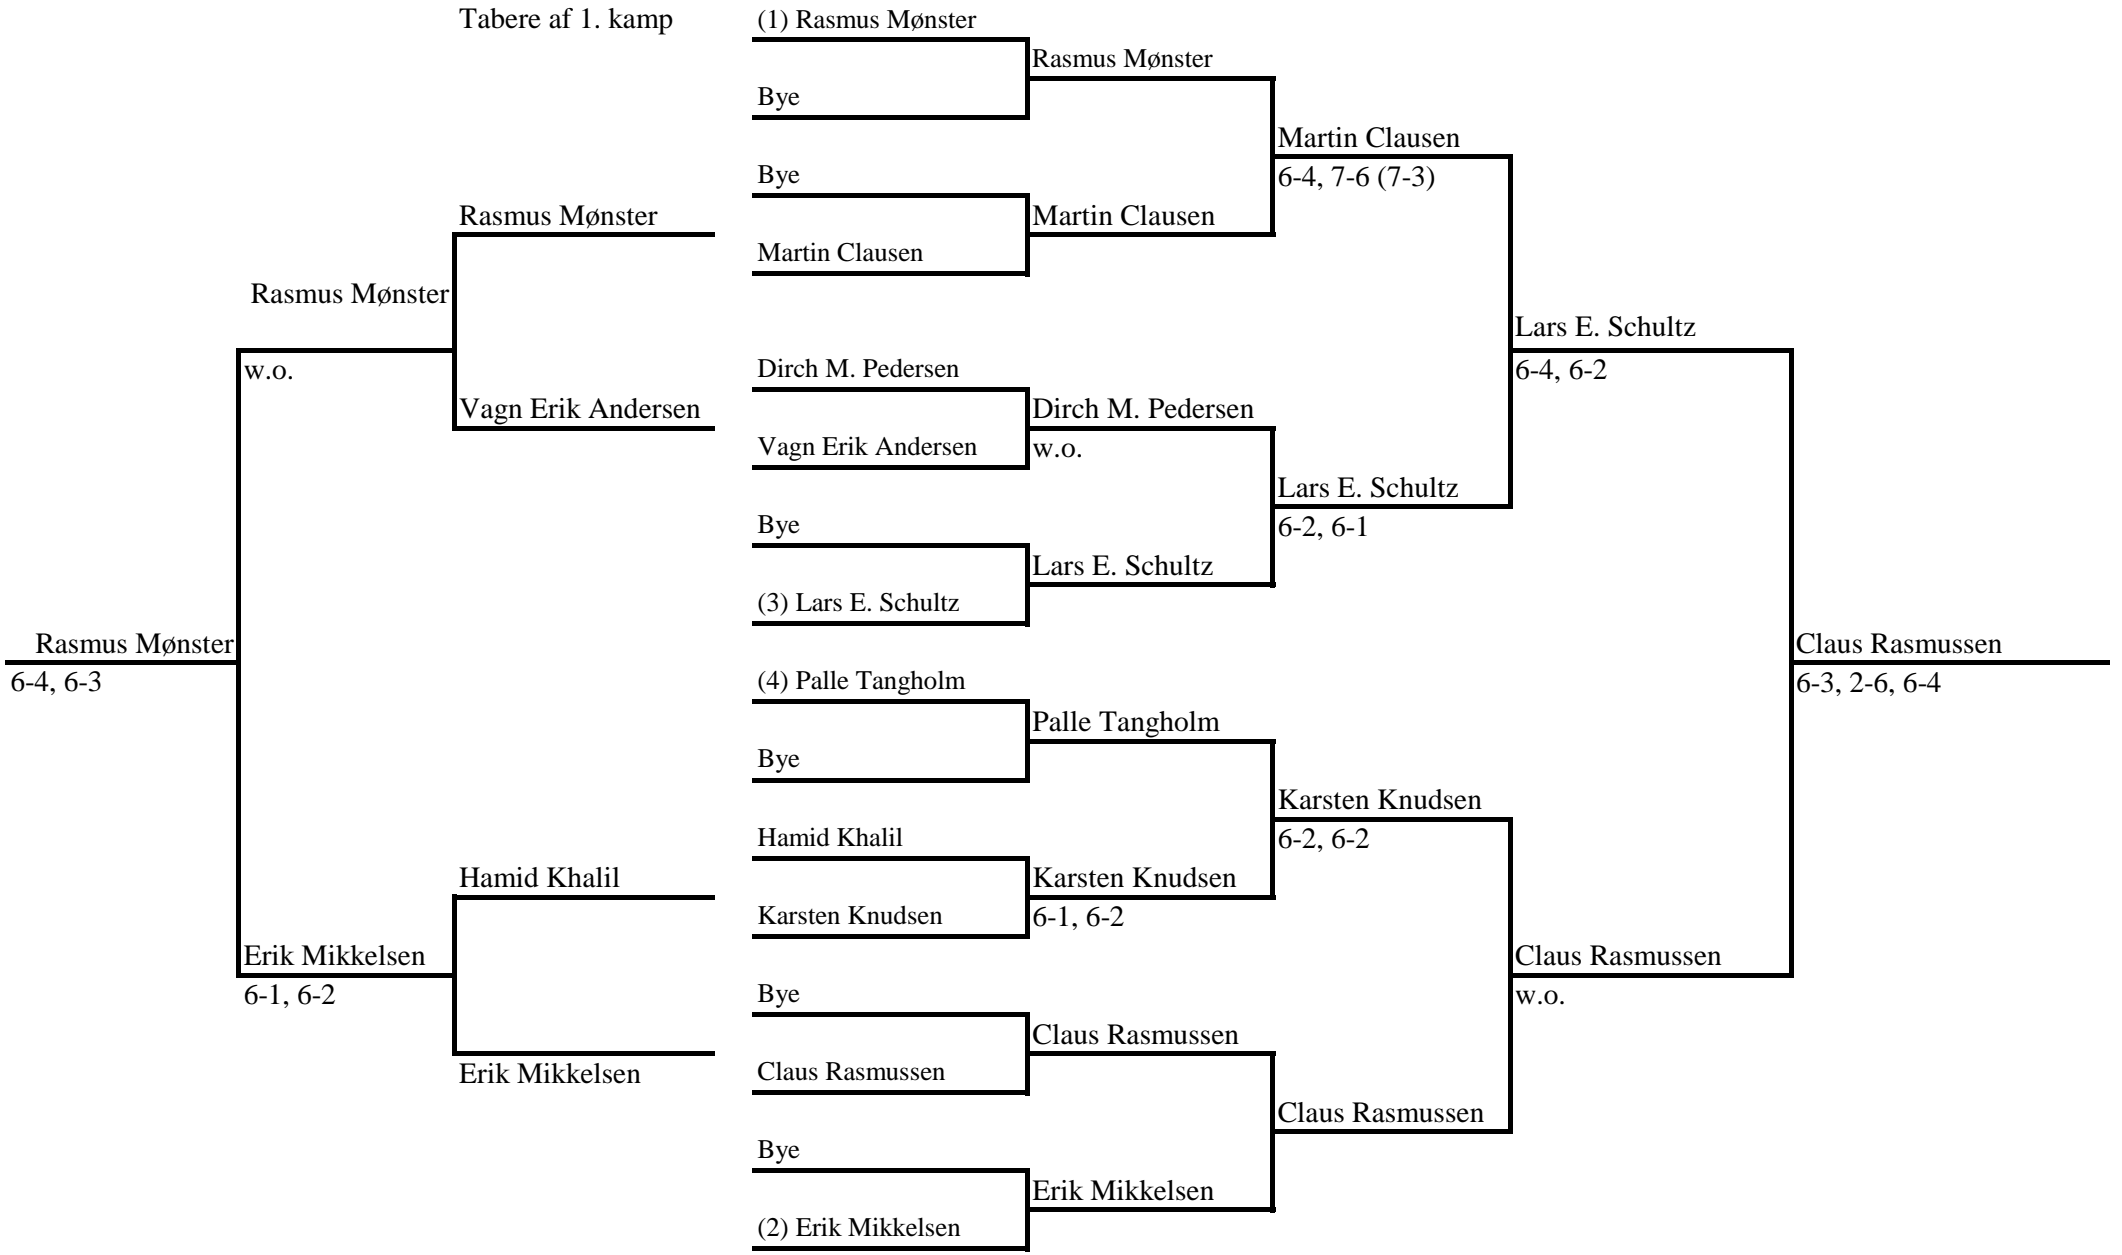 Tabere af 1. kamp
(1) Rasmus Mønster
Rasmus Mønster
Bye
Martin Clausen
Bye
6-4, 7-6 (7-3)
Rasmus Mønster
Martin Clausen
Martin Clausen
Rasmus Mønster
Lars E. Schultz
w.o.
Dirch M. Pedersen
6-4, 6-2
Vagn Erik Andersen
Dirch M. Pedersen
Vagn Erik Andersen
w.o.
Lars E. Schultz
Bye
6-2, 6-1
Lars E. Schultz
(3) Lars E. Schultz
Rasmus Mønster
Claus Rasmussen
6-4, 6-3
(4) Palle Tangholm
6-3, 2-6, 6-4
Palle Tangholm
Bye
Karsten Knudsen
Hamid Khalil
6-2, 6-2
Hamid Khalil
Karsten Knudsen
Karsten Knudsen
6-1, 6-2
Erik Mikkelsen
Claus Rasmussen
6-1, 6-2
Bye
w.o.
Claus Rasmussen
Erik Mikkelsen
Claus Rasmussen
Claus Rasmussen
Bye
Erik Mikkelsen
(2) Erik Mikkelsen